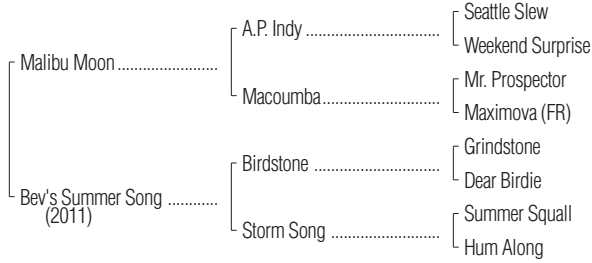 Seattle Slew
A.P. Indy ..........................
Weekend Surprise
Malibu Moon ........................
Mr. Prospector
Macoumba............................
Maximova (FR)
Grindstone
Birdstone ...........................
Dear Birdie
Bev's Summer Song ............
(2011)
Summer Squall
Storm Song .........................
Hum Along